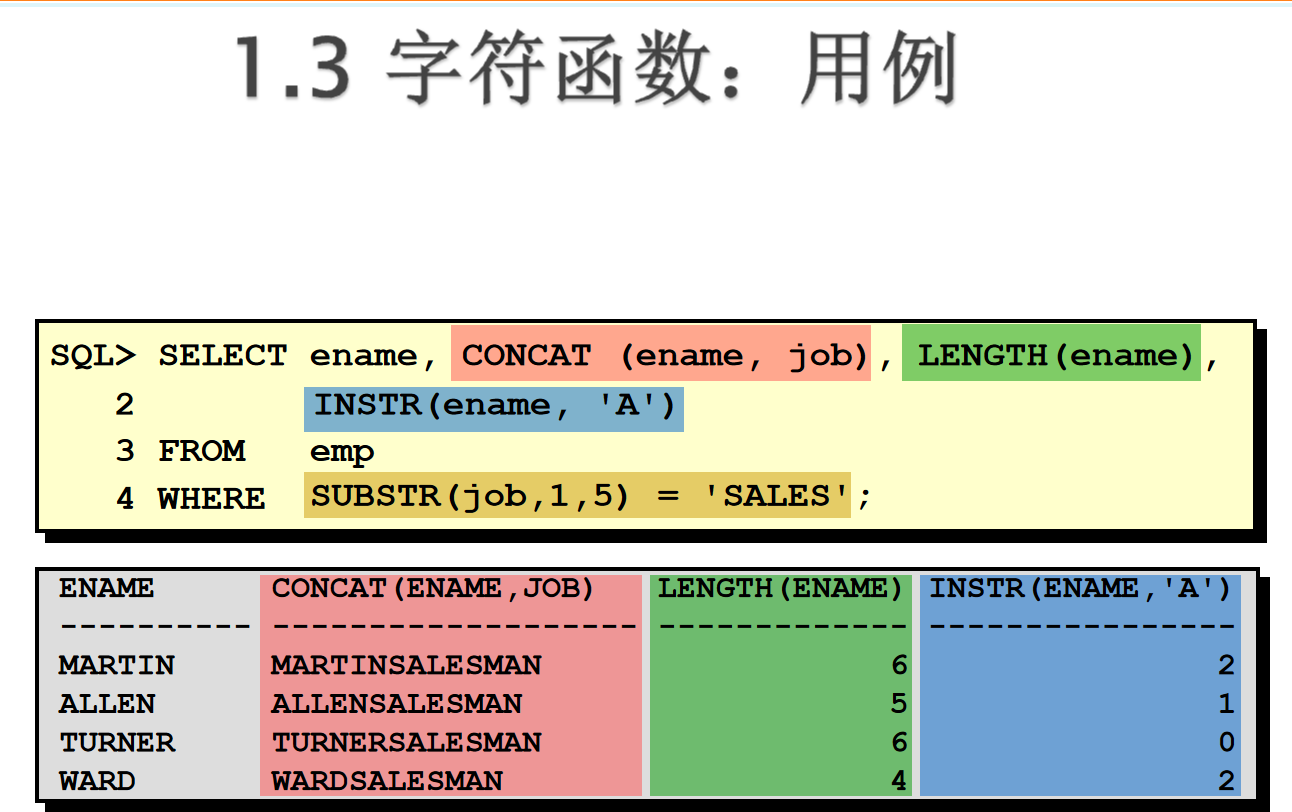 1.3 字符函数：用例
SQL> SELECT ename, CONCAT (ename, job), LENGTH(ename),
2 INSTR(ename, 'A')
3 FROM emp
4 WHERE SUBSTR(job,1,5) = 'SALES';
ENAME CONCAT(ENAME,JOB) LENGTH(ENAME) INSTR(ENAME,'A')
---------- ------------------- ------------- ----------------
MARTIN MARTINSALESMAN 6 2
ALLEN ALLENSALESMAN 5 1
TURNER TURNERSALESMAN 6 0
WARD WARDSALESMAN 4 2